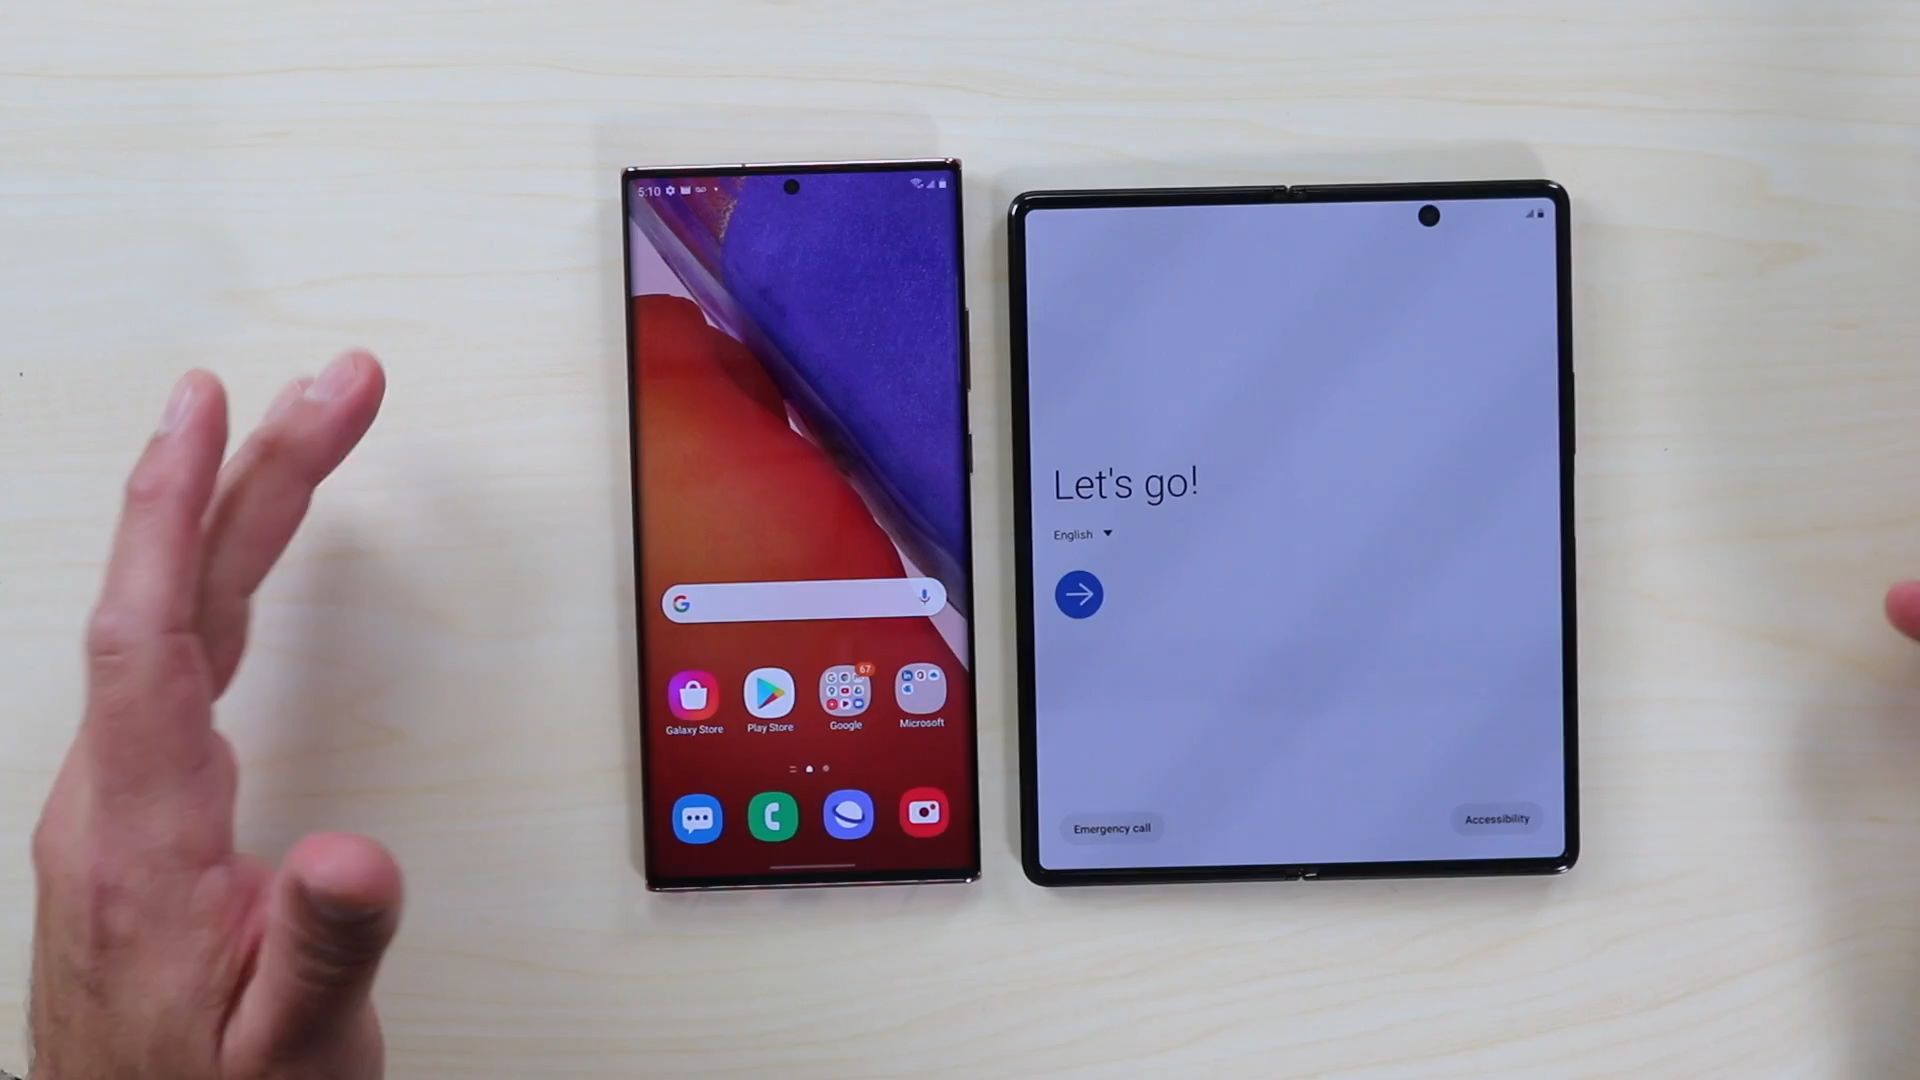 5:10
67
Galaxy Store
Play Store
Google
Microsoft
Let's go!
English
Emergency call
Accessibility